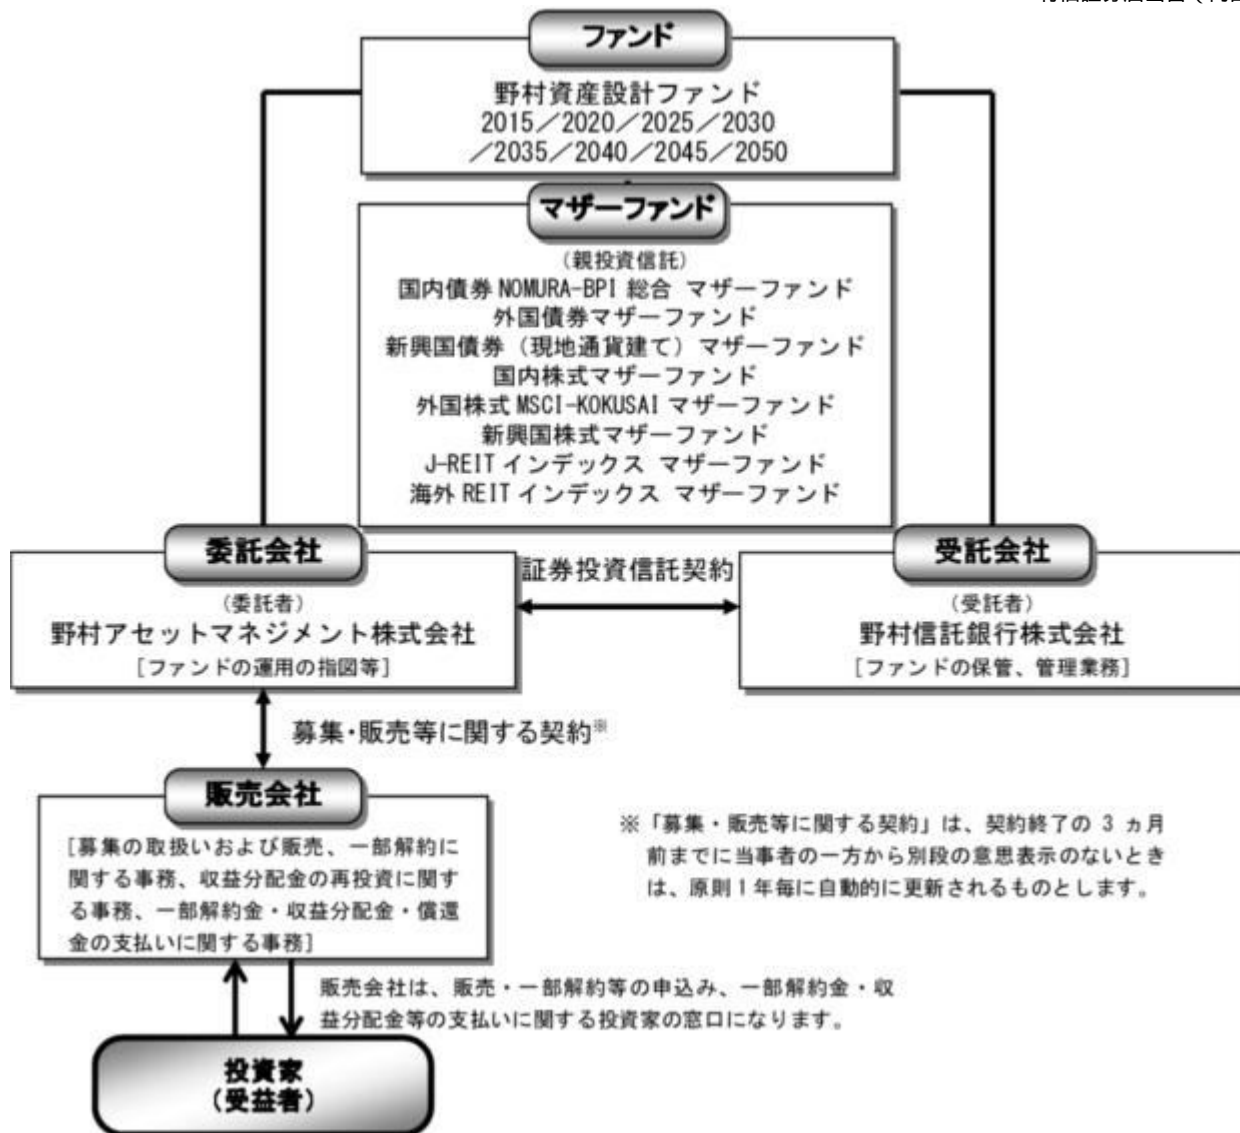 ファンド
野村資産設計ファンド
2015／2020／2025／2030
／2035／2040／2045／2050
マザーファンド
（親投資信託）
国内債券 NOMURA-BPI 総合 マザーファンド
外国債券マザーファンド
新興国債券（現地通貨建て）マザーファンド
国内株式マザーファンド
外国株式 MSCI-KOKUSAI マザーファンド
新興国株式マザーファンド
J-REIT インデックス マザーファンド
海外 REIT インデックス マザーファンド
委託会社
（委託者）
野村アセットマネジメント株式会社
[ファンドの運用の指図等]
証券投資信託契約
受託会社
（受託者）
野村信託銀行株式会社
[ファンドの保管、管理業務]
募集・販売等に関する契約※
販売会社
[募集の取扱いおよび販売、一部解約に
関する事務、収益分配金の再投資に関す
る事務、一部解約金・収益分配金・償還
金の支払いに関する事務]
※「募集・販売等に関する契約」は、契約終了の 3 ヵ月
前までに当事者の一方から別段の意思表示のないとき
は、原則1年毎に自動的に更新されるものとします。
販売会社は、販売・一部解約等の申込み、一部解約金・収
益分配金等の支払いに関する投資家の窓口になります。
投資家
（受益者）